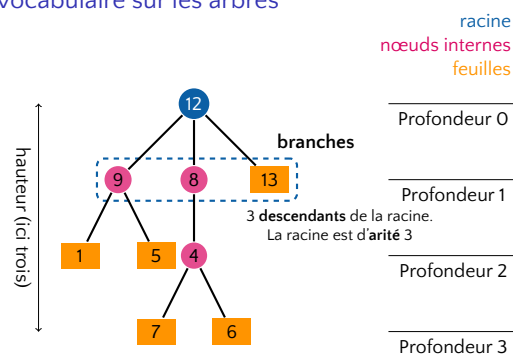 Vocabulaire sur les arbres
racine
nœuds internes
feuilles
12
Profondeur 0
branches
hauteur (ici trois)
9
8
13
Profondeur 1
3 descendants de la racine.
La racine est d'arité 3
1
5
4
Profondeur 2
7
6
Profondeur 3